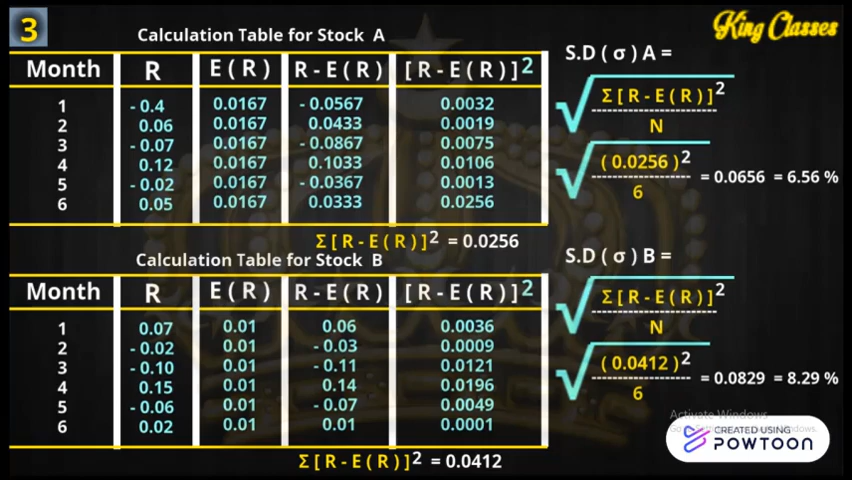 3
King Classes
Calculation Table for Stock A
Month R E ( R ) R - E ( R ) [ R - E ( R ) ]²
1 - 0.4 0.0167 - 0.0567 0.0032
2 0.06 0.0167 0.0433 0.0019
3 - 0.07 0.0167 - 0.0867 0.0075
4 0.12 0.0167 0.1033 0.0106
5 - 0.02 0.0167 - 0.0367 0.0013
6 0.05 0.0167 0.0333 0.0256
Σ [ R - E ( R ) ]² = 0.0256
S.D ( σ ) A =
Σ [ R - E ( R ) ]²
N
( 0.0256 )²
6
= 0.0656 = 6.56 %
Calculation Table for Stock B
Month R E ( R ) R - E ( R ) [ R - E ( R ) ]²
1 0.07 0.01 0.06 0.0036
2 - 0.02 0.01 - 0.03 0.0009
3 - 0.10 0.01 - 0.11 0.0121
4 0.15 0.01 0.14 0.0196
5 - 0.06 0.01 - 0.07 0.0049
6 0.02 0.01 0.01 0.0001
Σ [ R - E ( R ) ]² = 0.0412
S.D ( σ ) B =
Σ [ R - E ( R ) ]²
N
( 0.0412 )²
6
= 0.0829 = 8.29 %
Activate Windows
CREATED USING
POWTOON